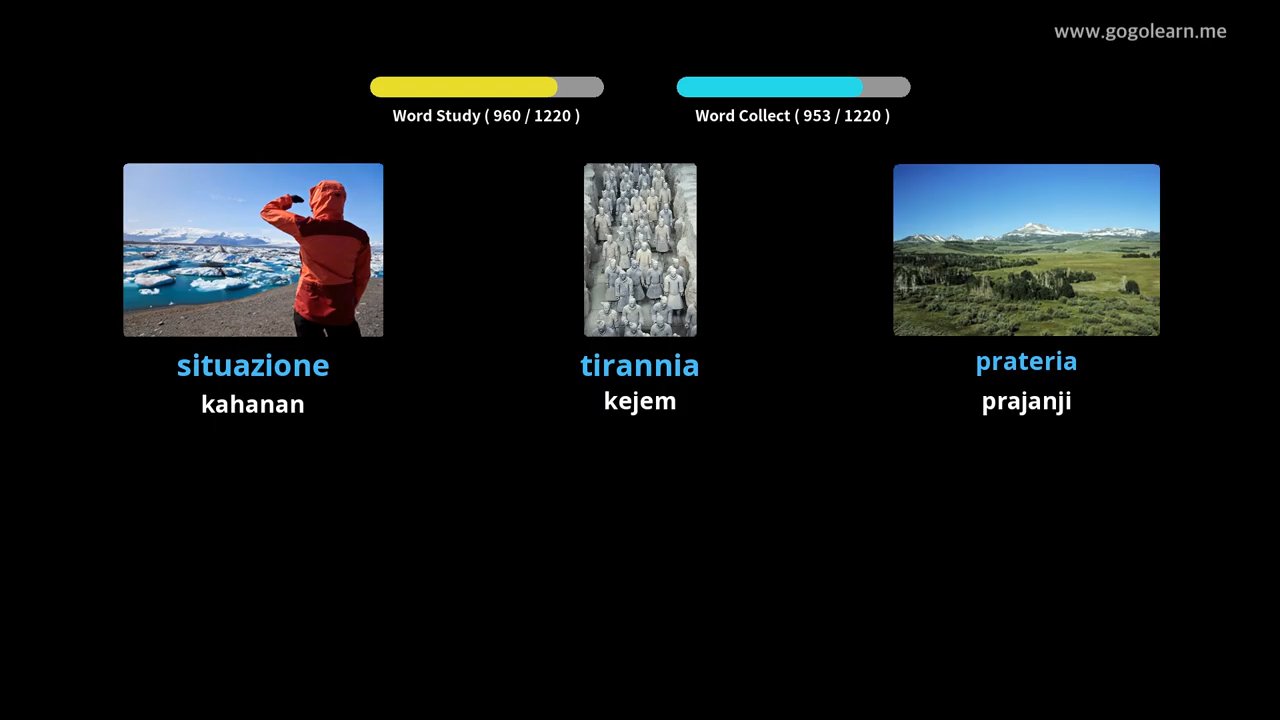 www.gogolearn.me
Word Study ( 960 / 1220 )
Word Collect ( 953 / 1220 )
situazione
kahanan
tirannia
kejem
prateria
prajanji